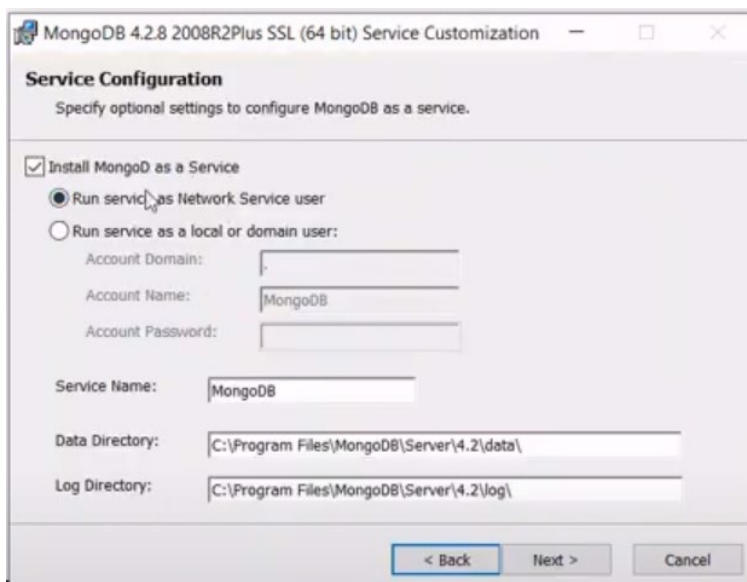 MongoDB 4.2.8 2008R2Plus SSL (64 bit) Service Customization
Service Configuration
Specify optional settings to configure MongoDB as a service.
Install MongoD as a Service
Run service as Network Service user
Run service as a local or domain user:
Account Domain: .
Account Name: MongoDB
Account Password:
Service Name: MongoDB
Data Directory: C:\Program Files\MongoDB\Server\4.2\data\
Log Directory: C:\Program Files\MongoDB\Server\4.2\log\
< Back Next > Cancel